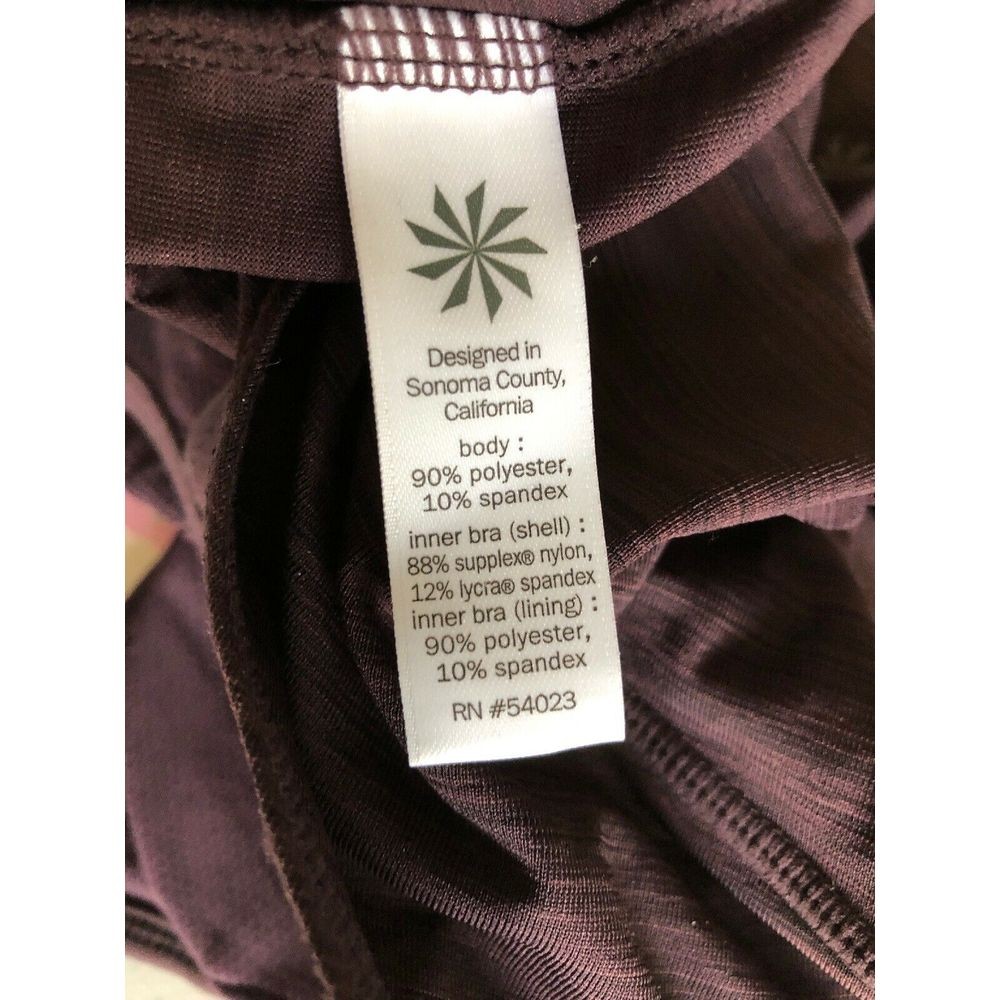 Designed in
Sonoma County,
California
body :
90% polyester,
10% spandex
inner bra (shell) :
88% supplex® nylon,
12% lycra® spandex
inner bra (lining) :
90% polyester,
10% spandex
RN #54023